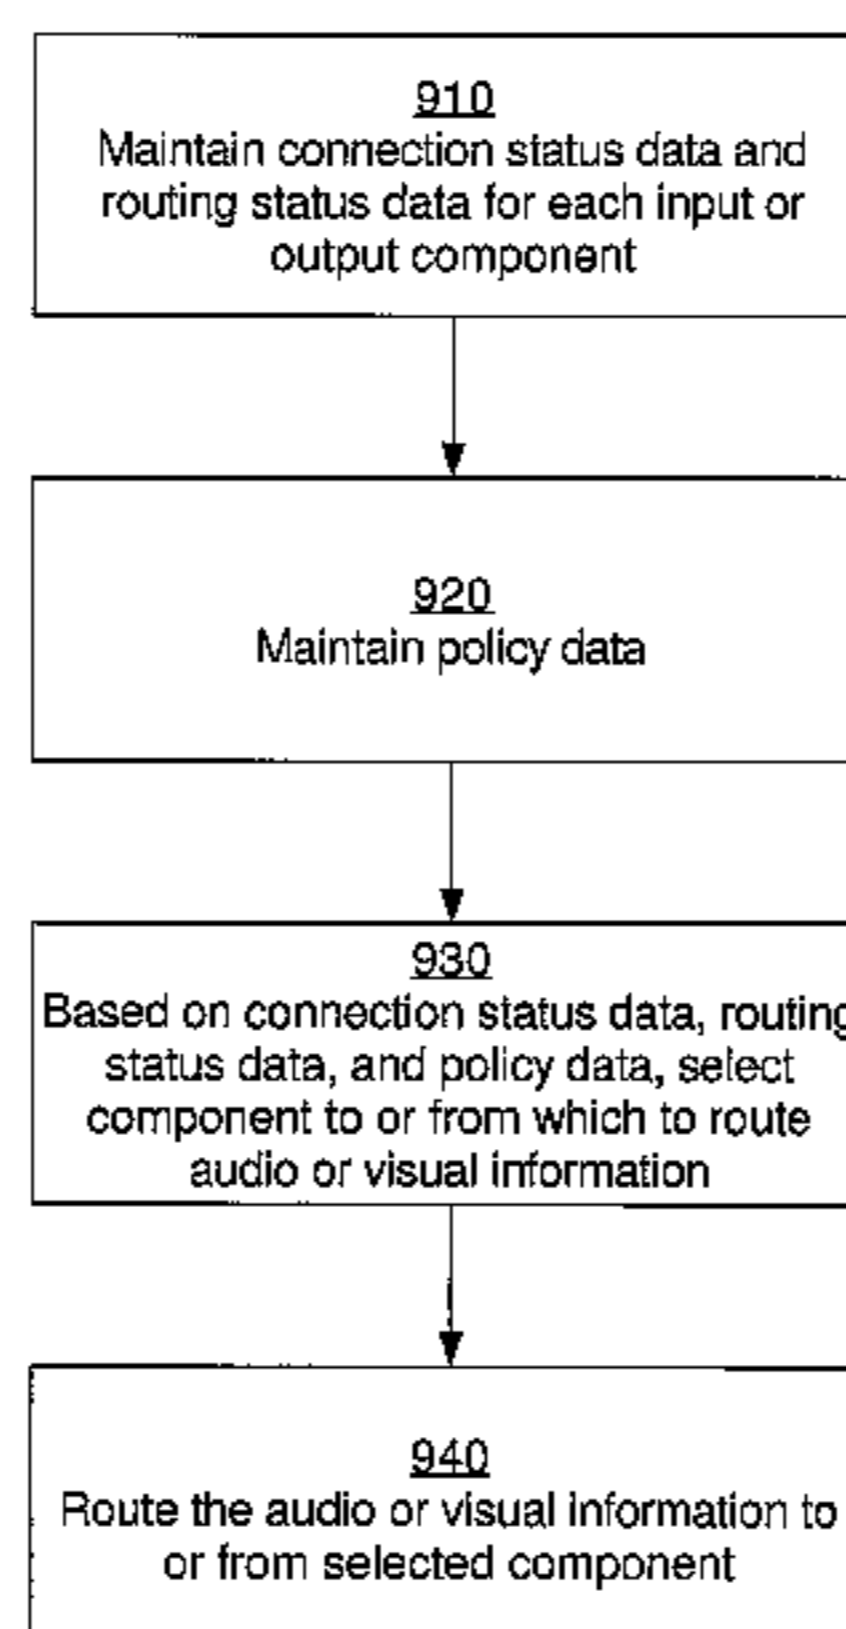 910
Maintain connection status data and
routing status data for each input or
output component
920
Maintain policy data
930
Based on connection status data, routing
status data, and policy data, select
component to or from which to route
audio or visual information
940
Route the audio or visual information to
or from selected component